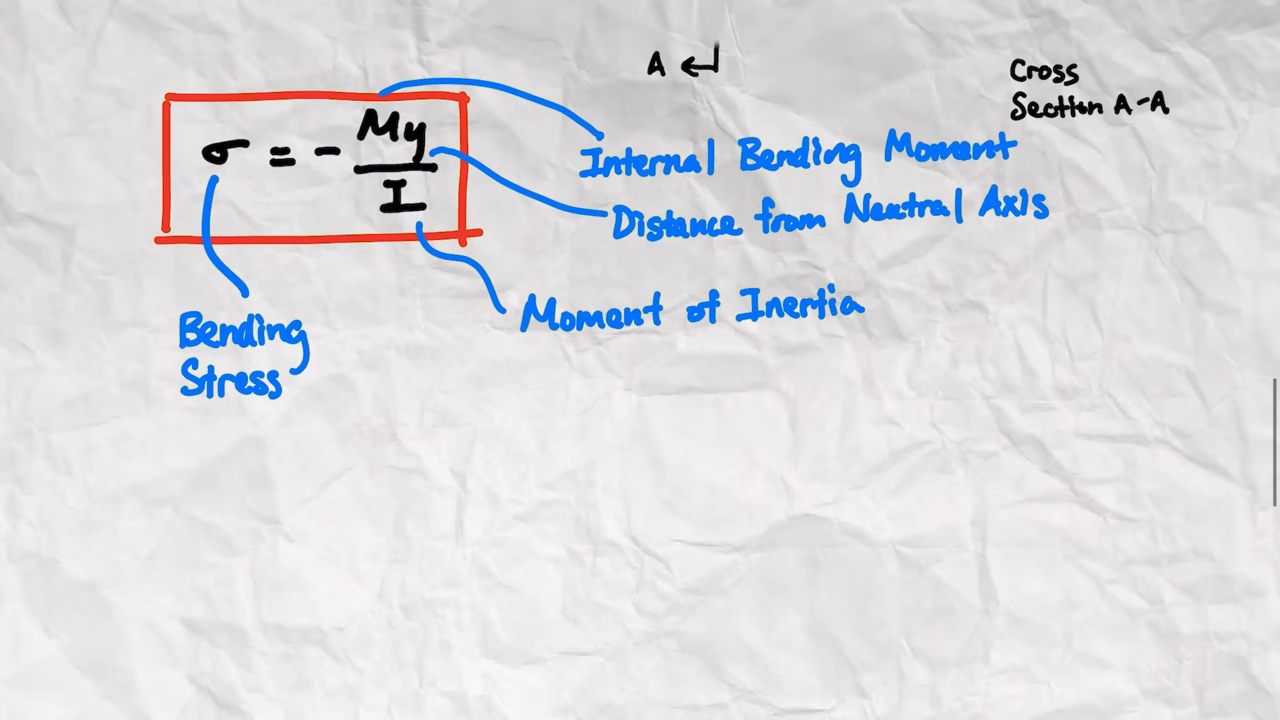 A
Cross
Section A-A
σ = - My/I
Internal Bending Moment
Distance from Neutral Axis
Moment of Inertia
Bending
Stress